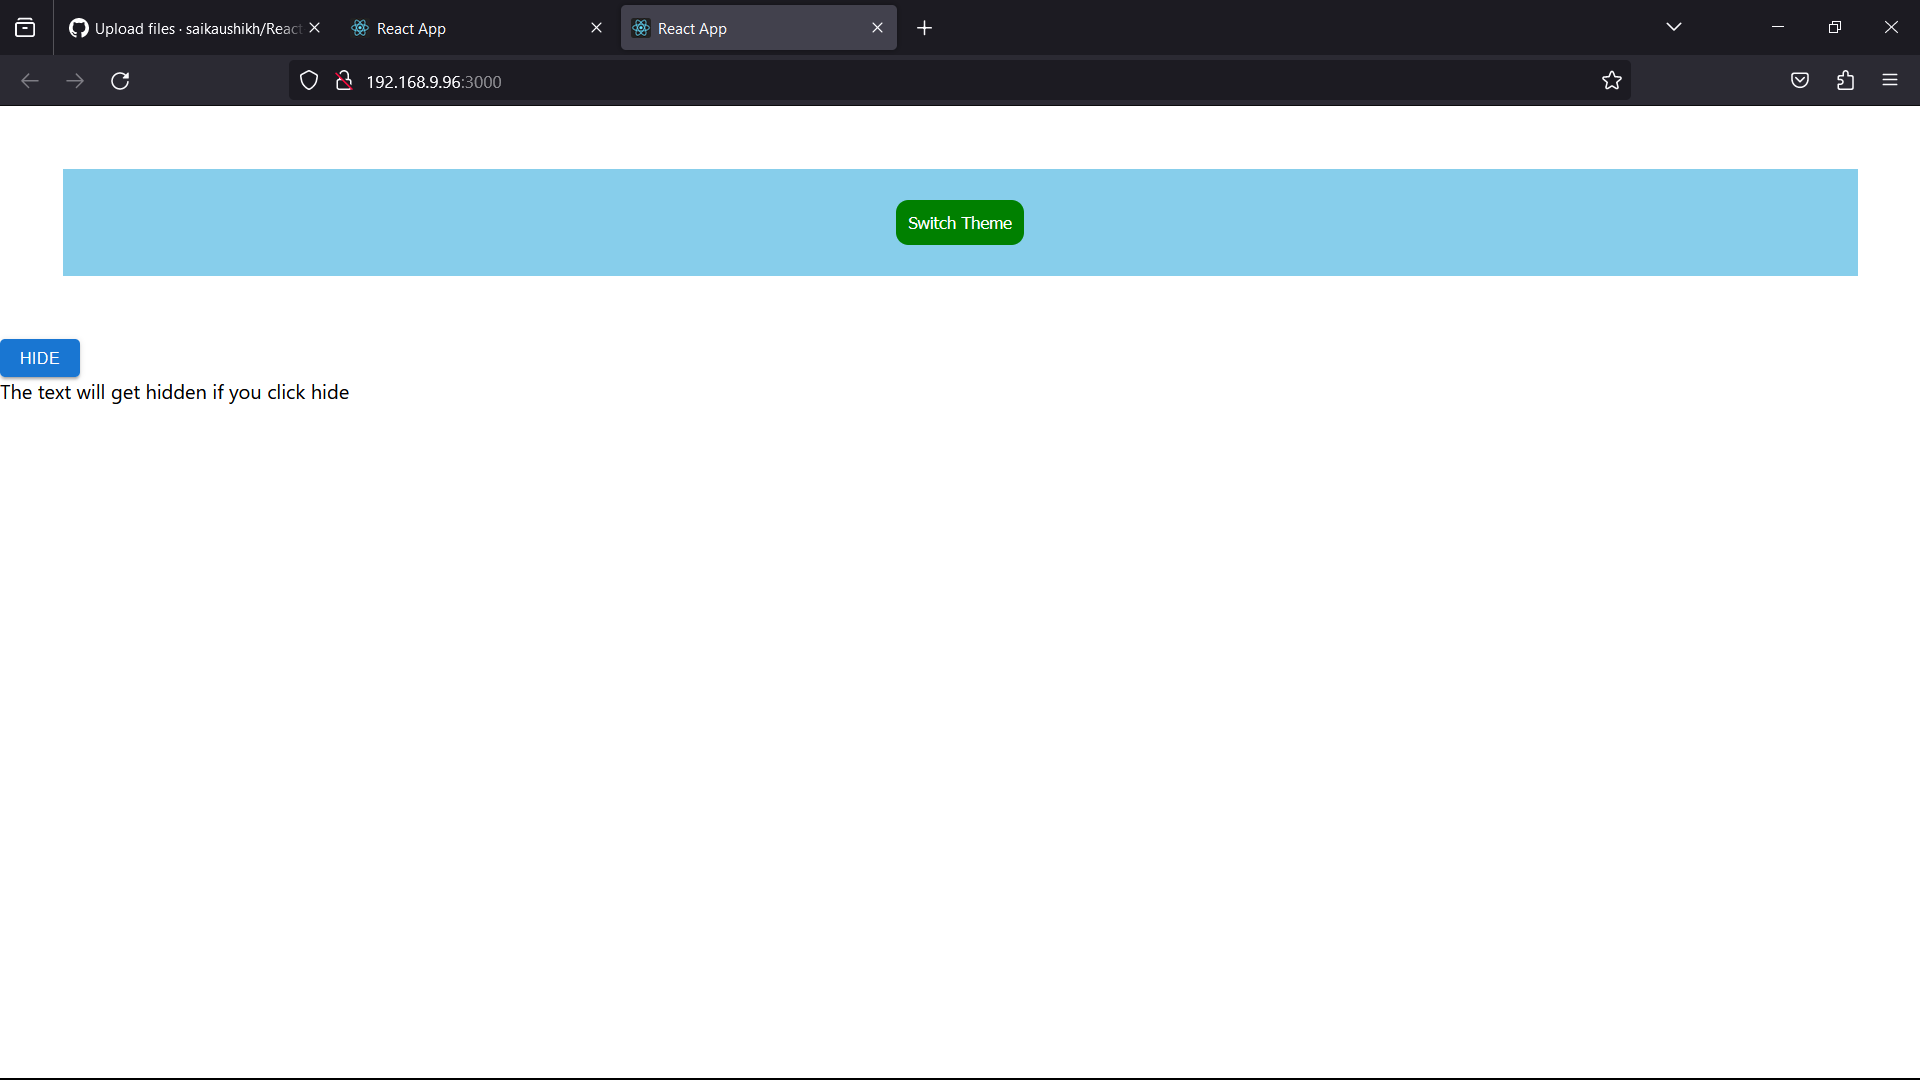 Upload files · saikaushikh/React
React App
React App
192.168.9.96:3000
Switch Theme
HIDE
The text will get hidden if you click hide